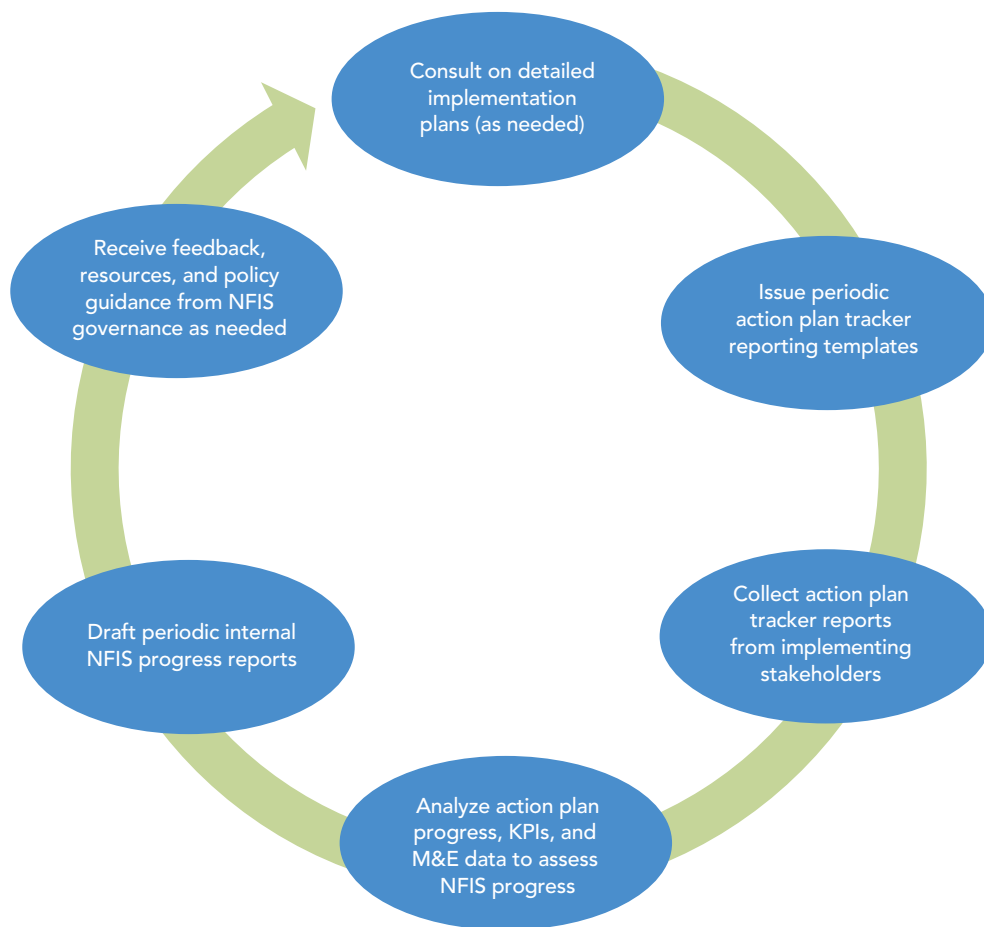 Consult on detailed
implementation
plans (as needed)
Issue periodic
action plan tracker
reporting templates
Collect action plan
tracker reports
from implementing
stakeholders
Analyze action plan
progress, KPIs, and
M&E data to assess
NFIS progress
Draft periodic internal
NFIS progress reports
Receive feedback,
resources, and policy
guidance from NFIS
governance as needed